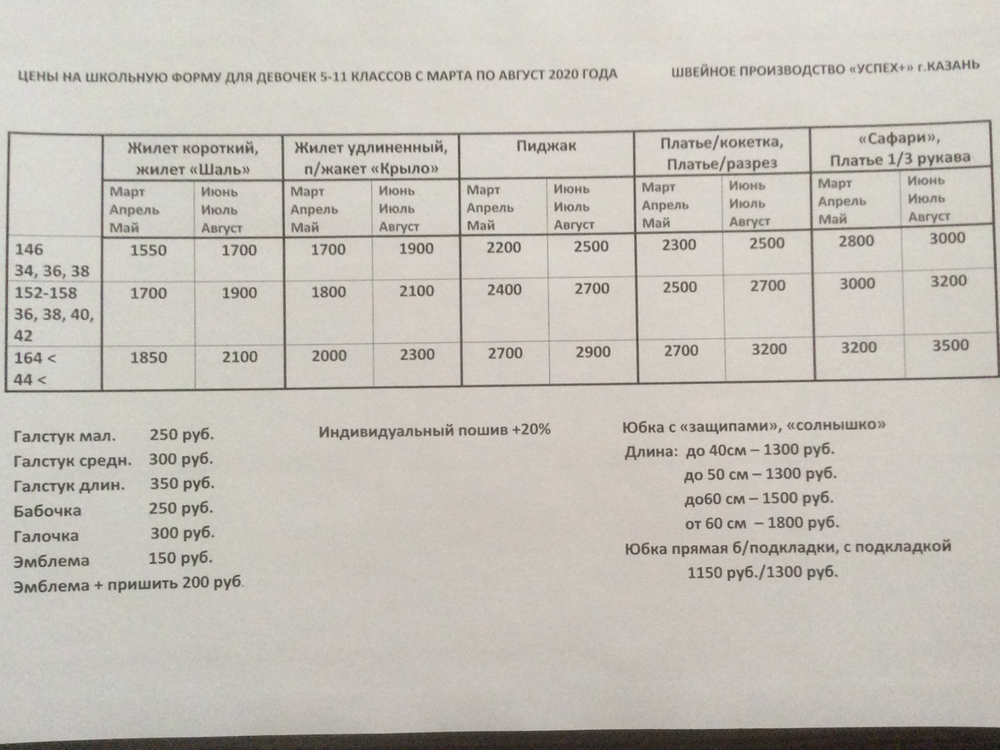 ЦЕНЫ НА ШКОЛЬНУЮ ФОРМУ ДЛЯ ДЕВОЧЕК 5-11 КЛАССОВ С МАРТА ПО АВГУСТ 2020 ГОДА ШВЕЙНОЕ ПРОИЗВОДСТВО «УСПЕХ+» г.КАЗАНЬ
Жилет короткий, Жилет удлиненный, Пиджак Платье/кокетка, «Сафари»,
жилет «Шаль» п/жакет «Крыло» Платье/разрез Платье 1/3 рукава
Март Июнь Март Июнь Март Июнь Март Июнь Март Июнь
Апрель Июль Апрель Июль Апрель Июль Апрель Июль Апрель Июль
Май Август Май Август Май Август Май Август Май Август
146 1550 1700 1700 1900 2200 2500 2300 2500 2800 3000
34, 36, 38
152-158 1700 1900 1800 2100 2400 2700 2500 2700 3000 3200
36, 38, 40,
42
164 < 1850 2100 2000 2300 2700 2900 2700 3200 3200 3500
44 <
Галстук мал. 250 руб. Индивидуальный пошив +20% Юбка с «защипами», «солнышко»
Галстук средн. 300 руб. Длина: до 40см – 1300 руб.
Галстук длин. 350 руб. до 50 см – 1300 руб.
Бабочка 250 руб. до60 см – 1500 руб.
Галочка 300 руб. от 60 см – 1800 руб.
Эмблема 150 руб. Юбка прямая б/подкладки, с подкладкой
Эмблема + пришить 200 руб. 1150 руб./1300 руб.